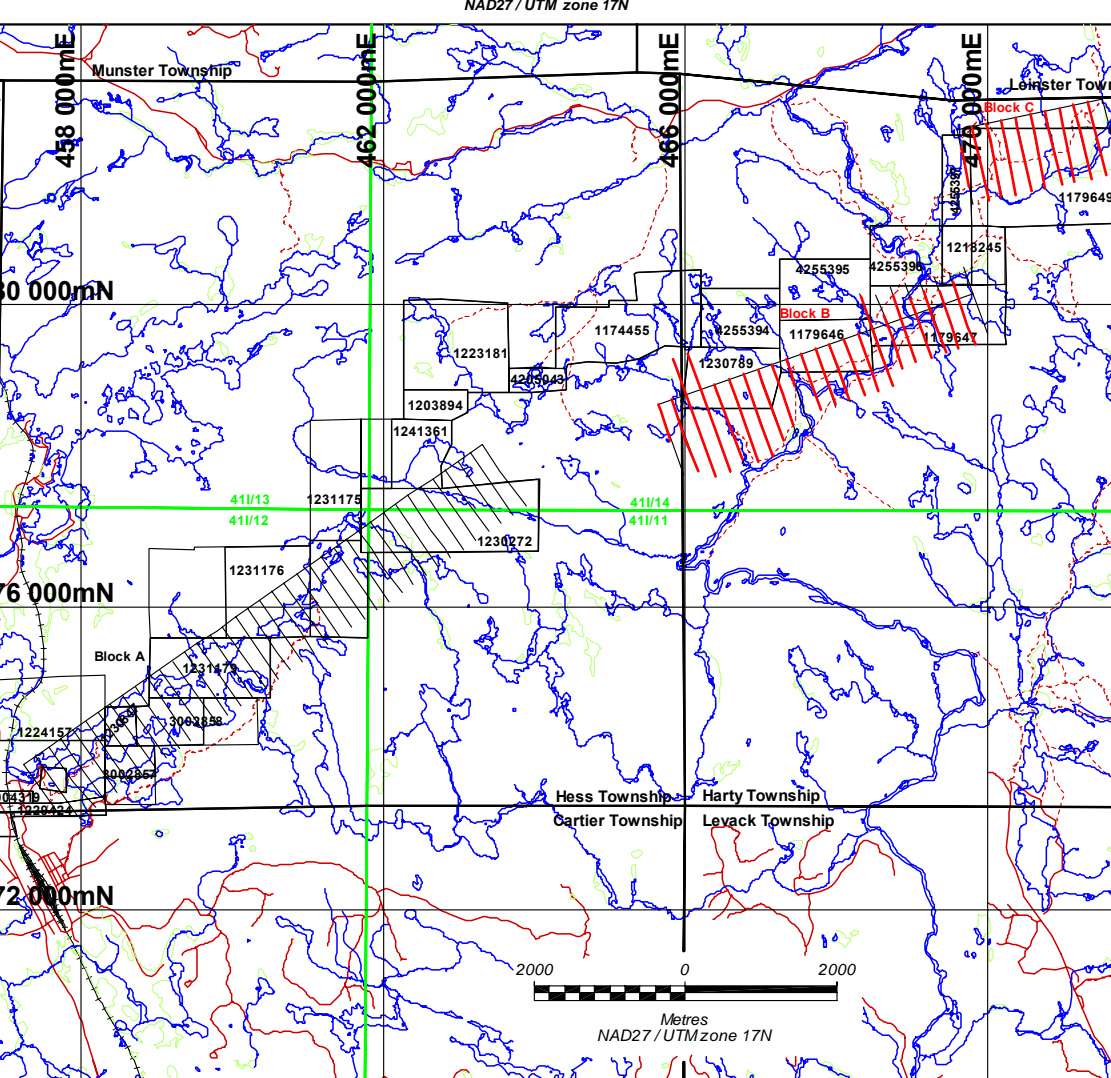 NAD27 / UTM zone 17N
458 000mE
462 000mE
466 000mE
470 000mE
Munster Township
Leinster Town
Block C
4255397
1179649
1218245
4255395
4255396
80 000mN
Block B
1174455
4255394
1179646
1179647
1223181
1230789
4205043
1203894
1241361
41I/13
1231175
41I/14
41I/12
41I/11
1230272
1231176
76 000mN
Block A
1231479
3002858
1224157
3002857
004319
1229424
Hess Township
Harty Township
Cartier Township
Levack Township
72 000mN
2000
0
2000
Metres
NAD27 / UTM zone 17N